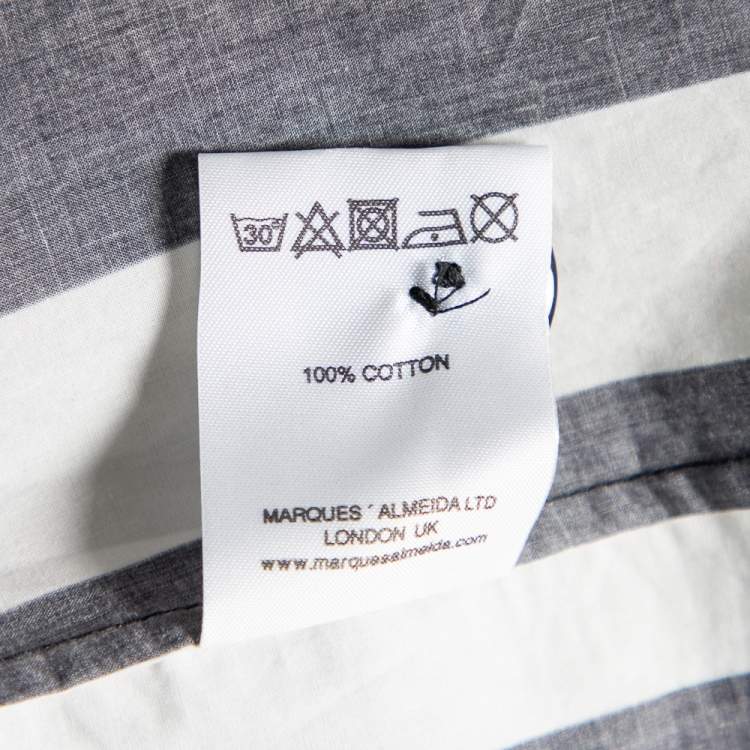 30°
100% COTTON
MARQUES ´ALMEIDA LTD
LONDON UK
www.marquesalmeida.com